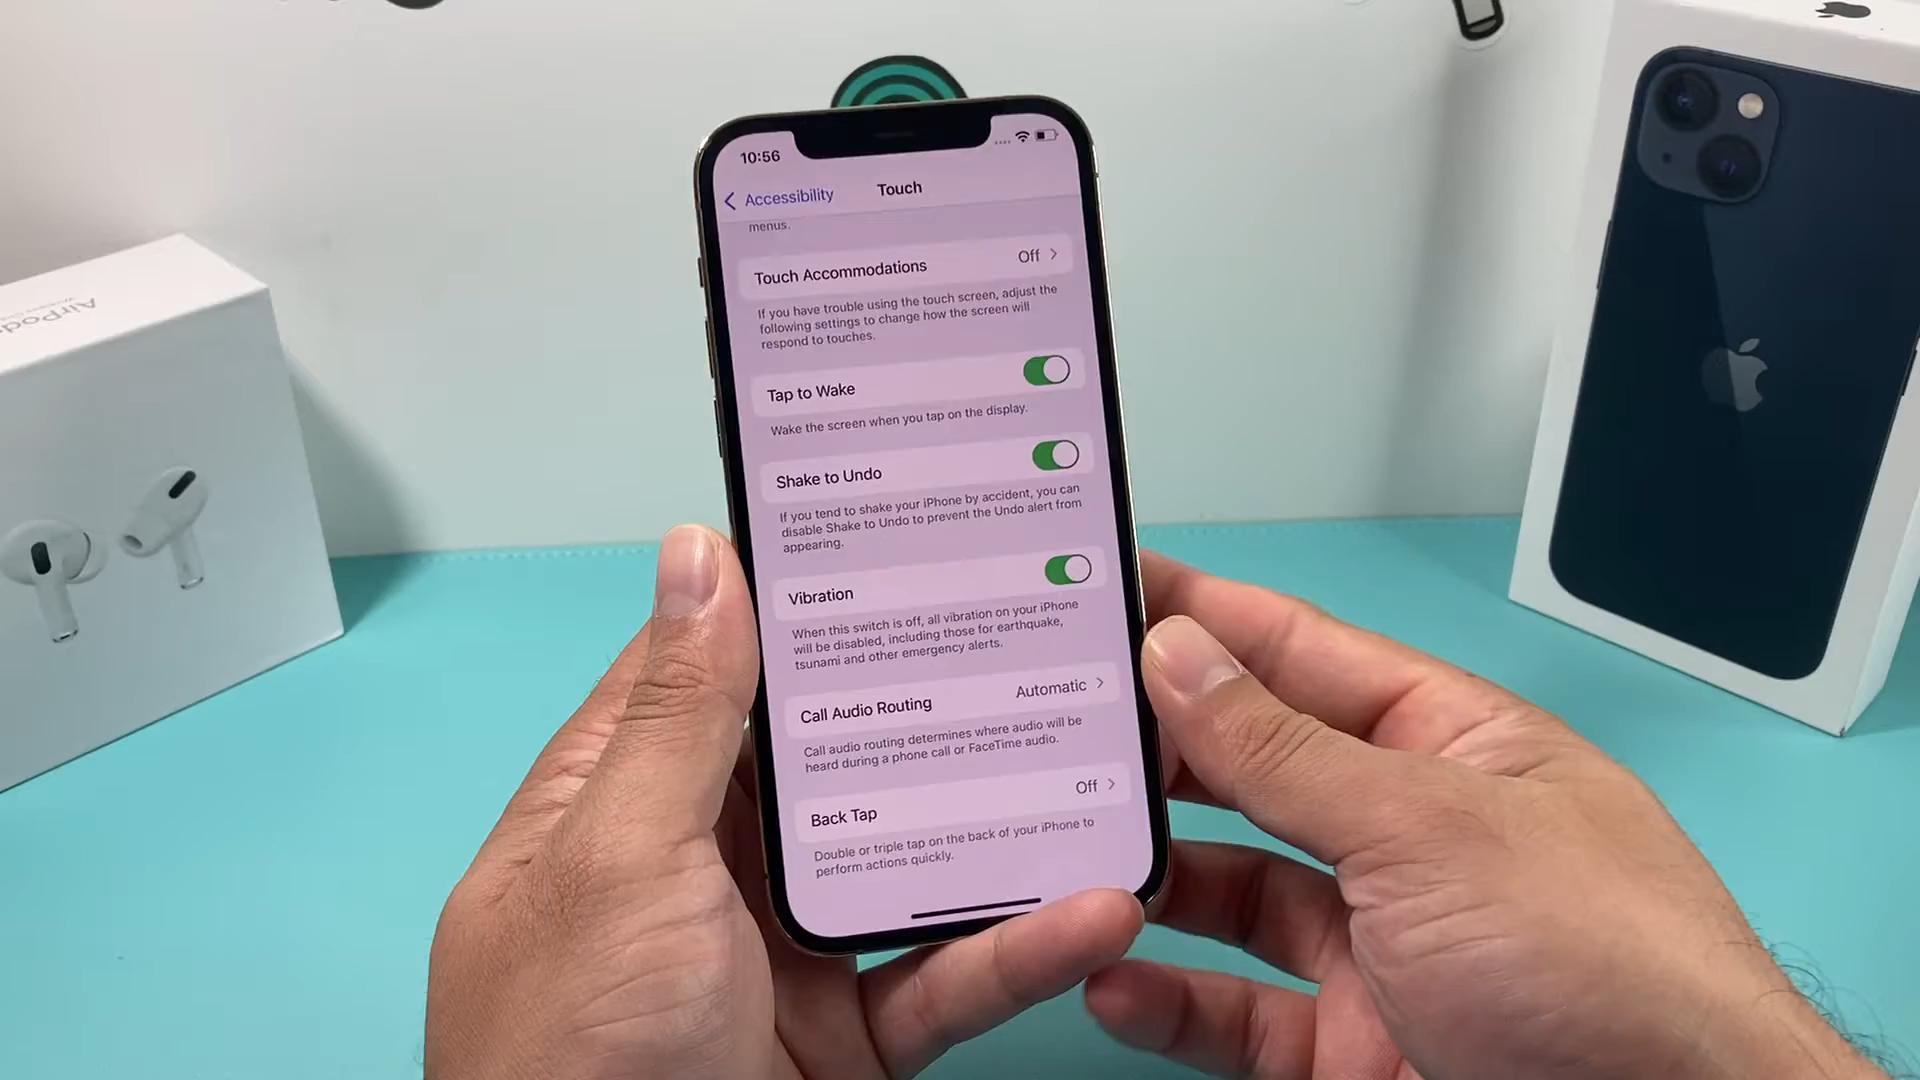 10:56
Accessibility
Touch
menus.
Touch Accommodations
Off
If you have trouble using the touch screen, adjust the
following settings to change how the screen will
respond to touches.
Tap to Wake
Wake the screen when you tap on the display.
Shake to Undo
If you tend to shake your iPhone by accident, you can
disable Shake to Undo to prevent the Undo alert from
appearing.
Vibration
When this switch is off, all vibration on your iPhone
will be disabled, including those for earthquake,
tsunami and other emergency alerts.
Call Audio Routing
Automatic
Call audio routing determines where audio will be
heard during a phone call or FaceTime audio.
Back Tap
Off
Double or triple tap on the back of your iPhone to
perform actions quickly.
AirPods